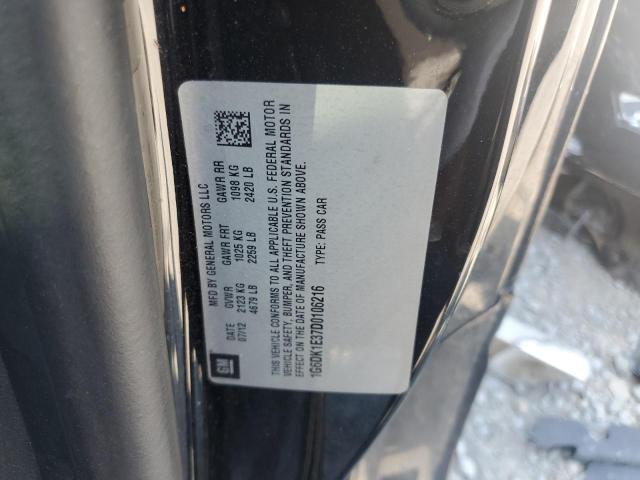 MFD BY GENERAL MOTORS LLC
DATE GVWR GAWR FRT GAWR RR
07/12 2123 KG 1025 KG 1098 KG
4679 LB 2259 LB 2420 LB
THIS VEHICLE CONFORMS TO ALL APPLICABLE U.S. FEDERAL MOTOR
VEHICLE SAFETY, BUMPER, AND THEFT PREVENTION STANDARDS IN
EFFECT ON THE DATE OF MANUFACTURE SHOWN ABOVE.
1G6DK1E37D0106216 TYPE: PASS CAR
GM